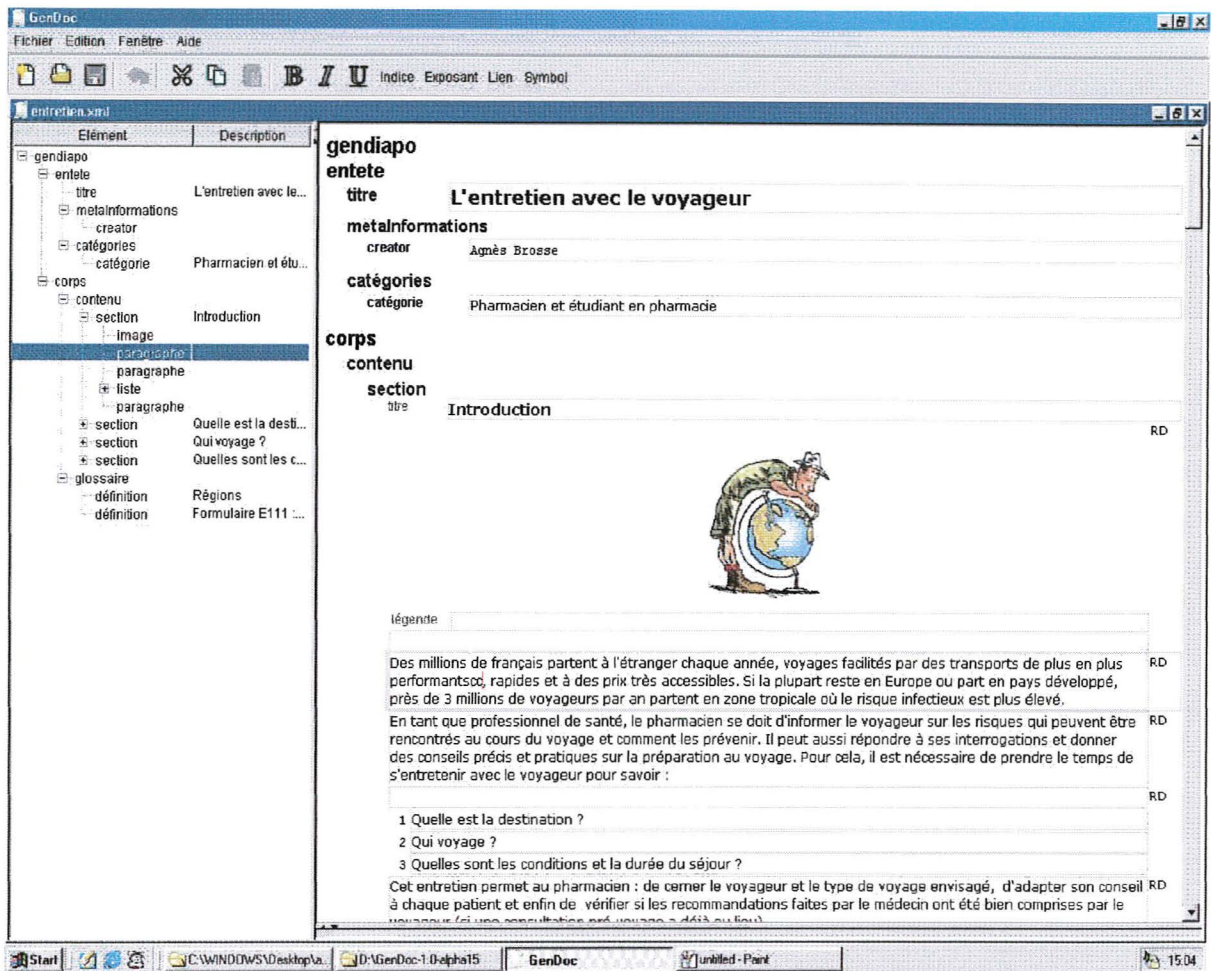 GenDoc
Fichier Edition Fenêtre Aide
B I U Indice Exposant Lien Symbol
entretien.xml
Elément Description
gendiapo
entete
titre L'entretien avec le...
metaInformations
creator
catégories
catégorie Pharmacien et étu...
corps
contenu
section Introduction
image
paragraphe
paragraphe
liste
paragraphe
section Quelle est la desti...
section Qui voyage ?
section Quelles sont les c...
glossaire
définition Régions
définition Formulaire E111 :...
gendiapo
entete
titre L'entretien avec le voyageur
metaInformations
creator Agnès Brosse
catégories
catégorie Pharmacien et étudiant en pharmacie
corps
contenu
section
titre Introduction
RD
légende
Des millions de français partent à l'étranger chaque année, voyages facilités par des transports de plus en plus RD
performantscc, rapides et à des prix très accessibles. Si la plupart reste en Europe ou part en pays développé,
près de 3 millions de voyageurs par an partent en zone tropicale où le risque infectieux est plus élevé.
En tant que professionnel de santé, le pharmacien se doit d'informer le voyageur sur les risques qui peuvent être RD
rencontrés au cours du voyage et comment les prévenir. Il peut aussi répondre à ses interrogations et donner
des conseils précis et pratiques sur la préparation au voyage. Pour cela, il est nécessaire de prendre le temps de
s'entretenir avec le voyageur pour savoir :
RD
1 Quelle est la destination ?
2 Qui voyage ?
3 Quelles sont les conditions et la durée du séjour ?
Cet entretien permet au pharmacien : de cerner le voyageur et le type de voyage envisagé, d'adapter son conseil RD
à chaque patient et enfin de vérifier si les recommandations faites par le médecin ont été bien comprises par le
voyageur (si une consultation pré-voyage a déjà eu lieu)
Start C:\WINDOWS\Desktop\a... D:\GenDoc-1.0-alpha15 GenDoc untitled - Paint 15:04